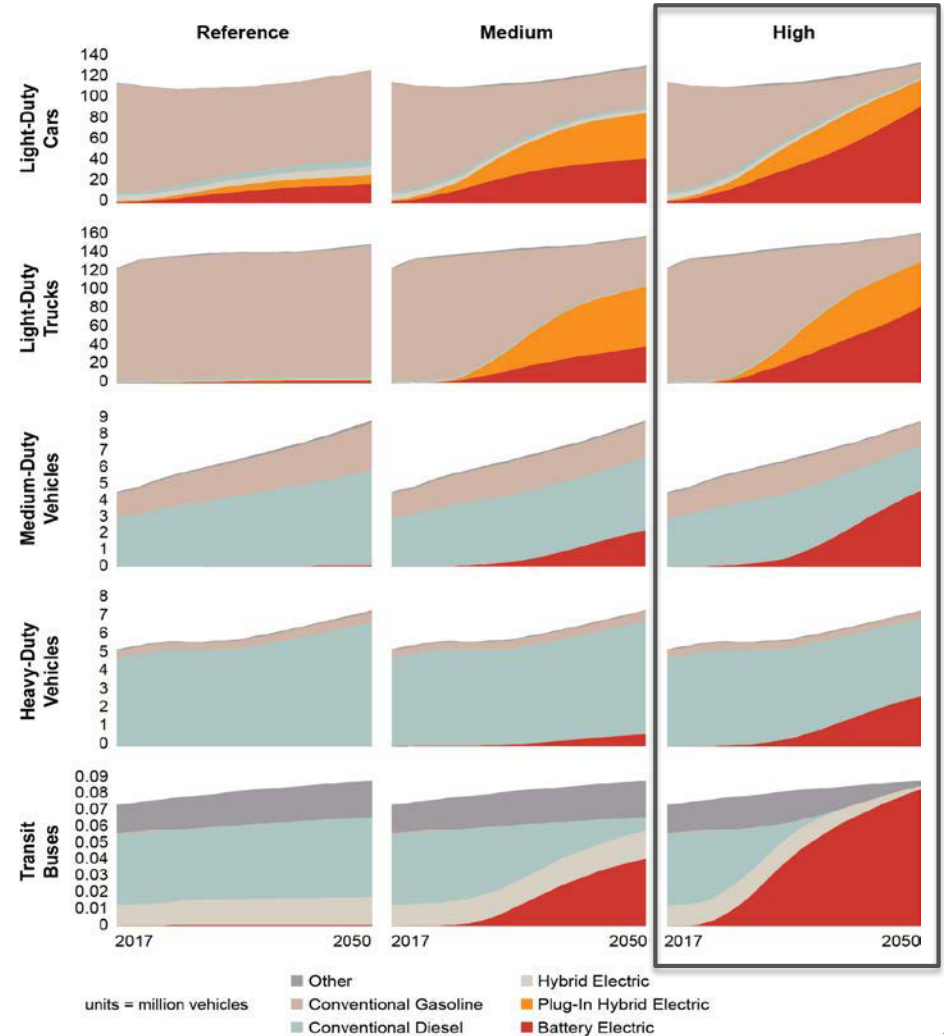 Reference Medium High
Light-Duty
Cars
140
120
100
80
60
40
20
0
Light-Duty
Trucks
160
140
120
100
80
60
40
20
0
Medium-Duty
Vehicles
9
8
7
6
5
4
3
2
1
0
Heavy-Duty
Vehicles
8
7
6
5
4
3
2
1
0
Transit
Buses
0.09
0.08
0.07
0.06
0.05
0.04
0.03
0.02
0.01
0
2017 2050 2017 2050 2017 2050
units = million vehicles
Other
Conventional Gasoline
Conventional Diesel
Hybrid Electric
Plug-In Hybrid Electric
Battery Electric